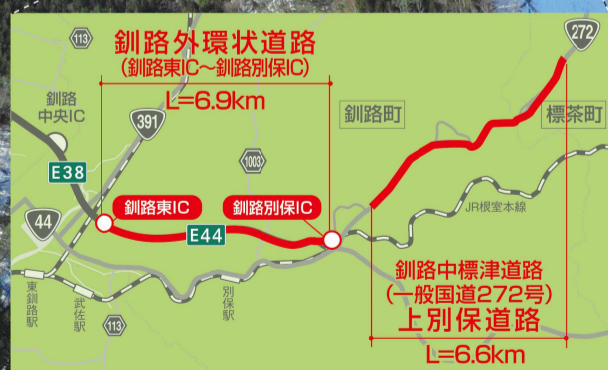 113
釧路外環状道路
(釧路東IC〜釧路別保IC)
L=6.9km
272
釧路
中央IC
391
釧路町
標茶町
E38
1003
44
釧路東IC
釧路別保IC
E44
JR根室本線
東釧路駅
武佐駅
別保駅
113
釧路中標津道路
(一般国道272号)
上別保道路
L=6.6km